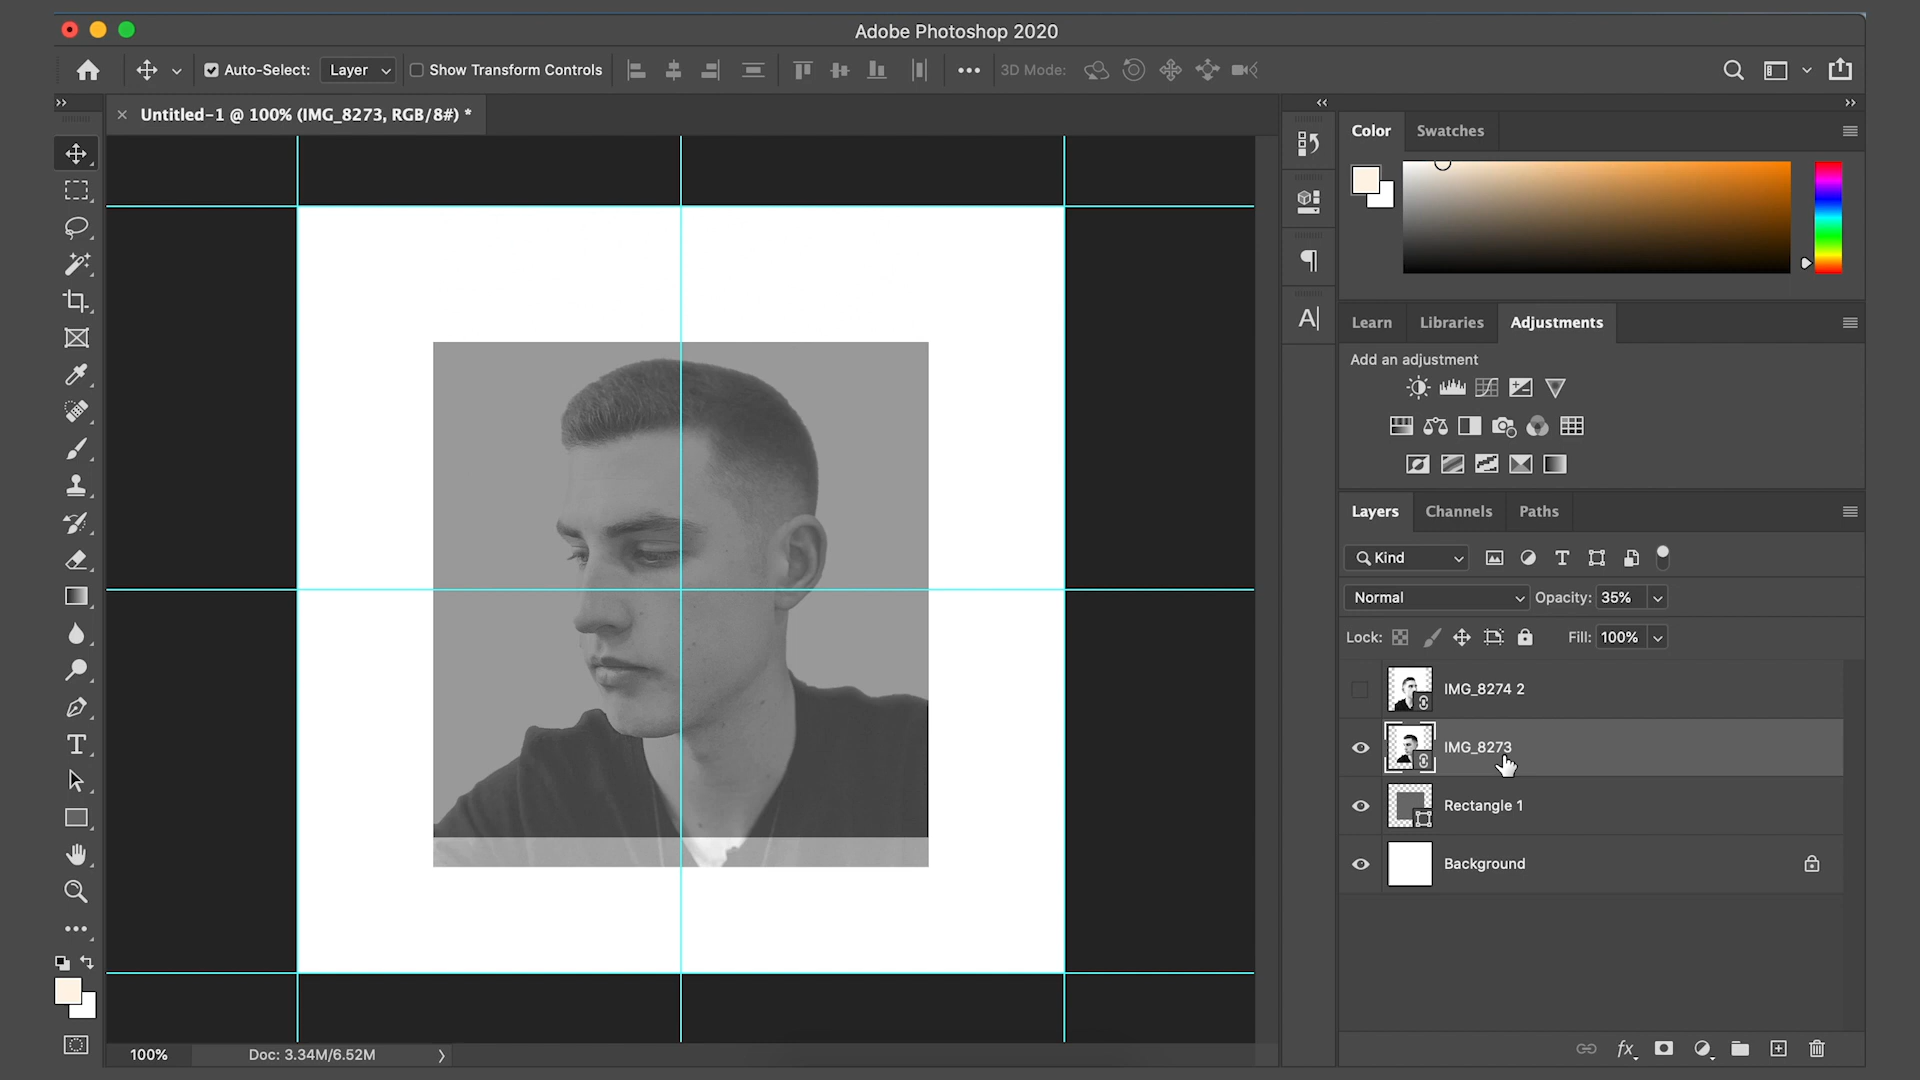 Adobe Photoshop 2020
Auto-Select: Layer Show Transform Controls 3D Mode:
Untitled-1 @ 100% (IMG_8273, RGB/8#) *
Color Swatches
Learn Libraries Adjustments
Add an adjustment
Layers Channels Paths
Kind
Normal Opacity: 35%
Lock: Fill: 100%
IMG_8274 2
IMG_8273
Rectangle 1
Background
100% Doc: 3.34M/6.52M